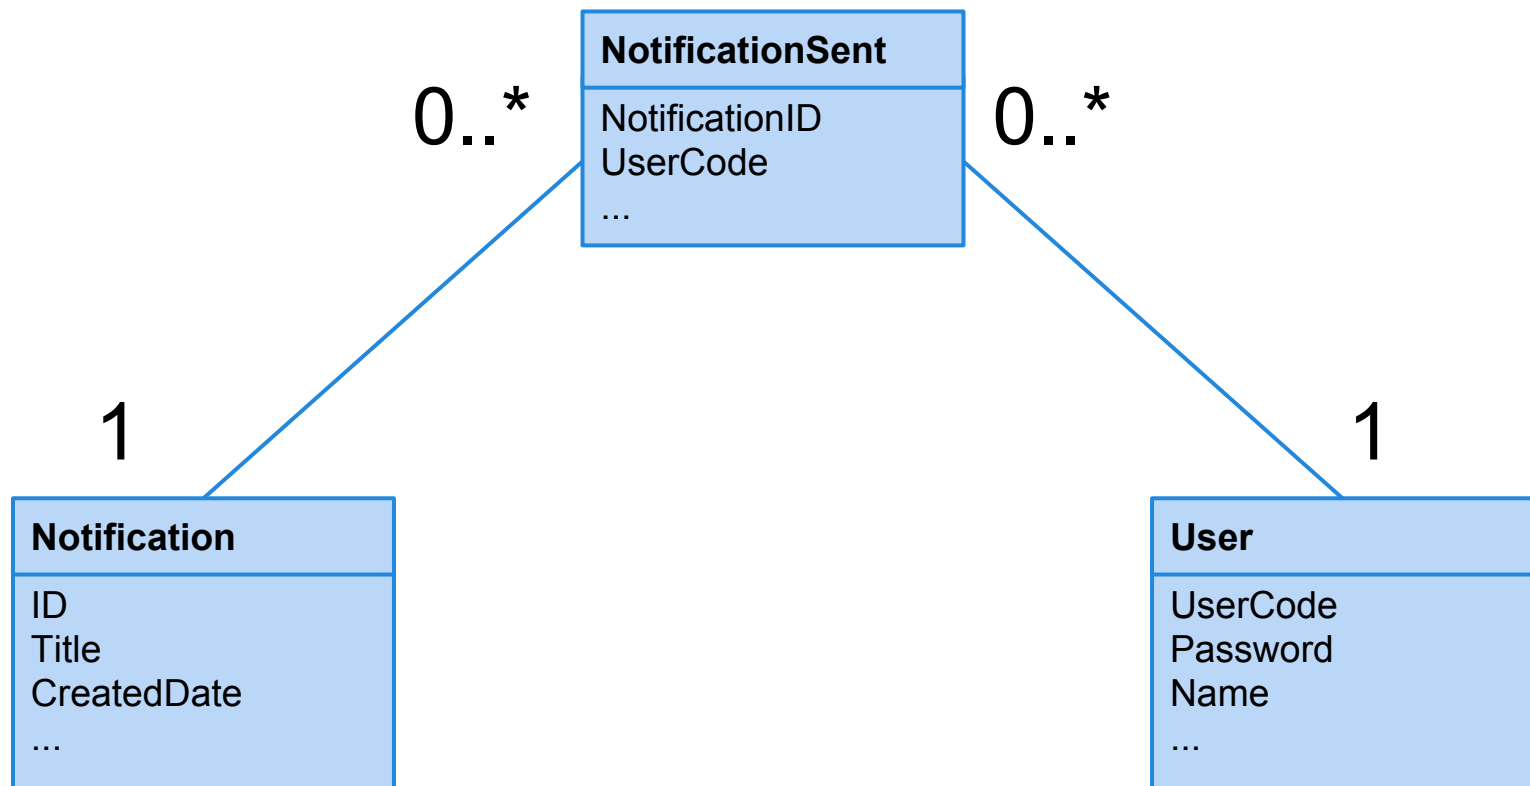 NotificationSent
0..*
0..*
NotificationID
UserCode
...
1
1
Notification
ID
Title
CreatedDate
...
User
UserCode
Password
Name
...